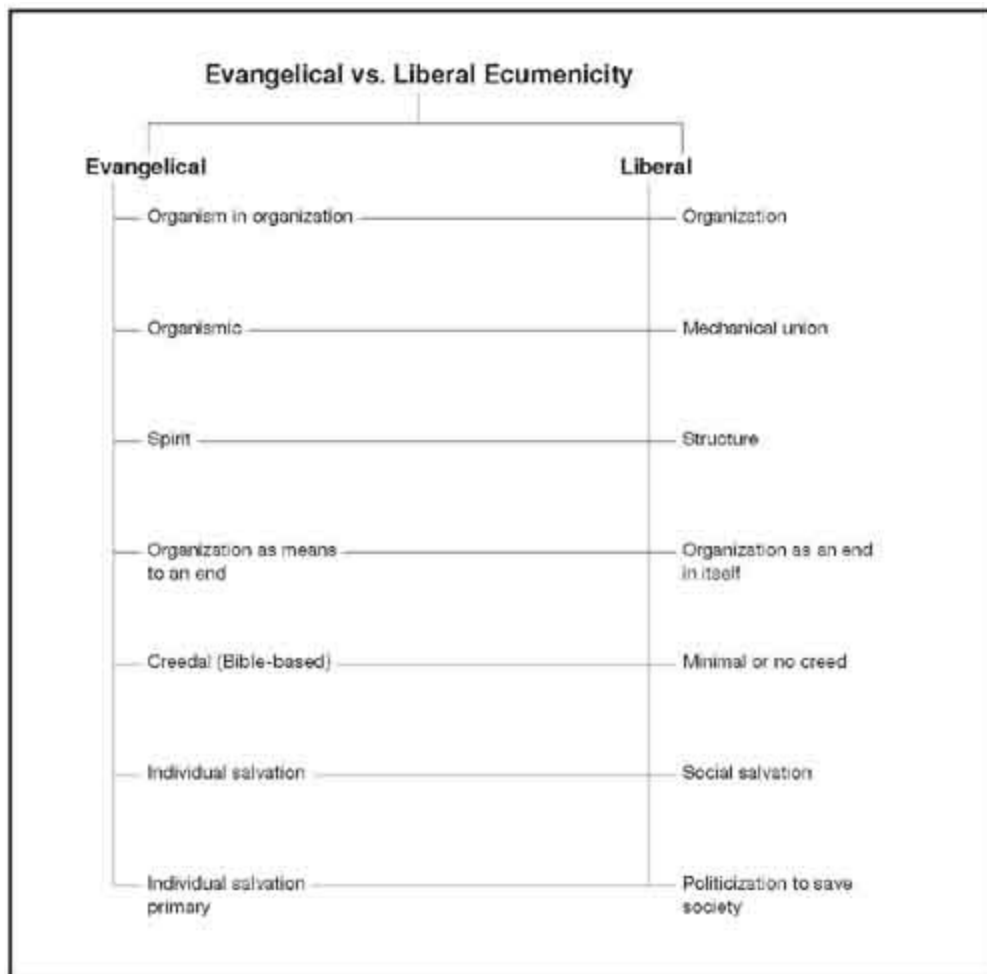 Evangelical vs. Liberal Ecumenicity
Evangelical
Liberal
Organism in organization
Organization
Organismic
Mechanical union
Spirit
Structure
Organization as means
to an end
Organization as an end
in itself
Creedal (Bible-based)
Minimal or no creed
Individual salvation
Social salvation
Individual salvation
primary
Politicization to save
society